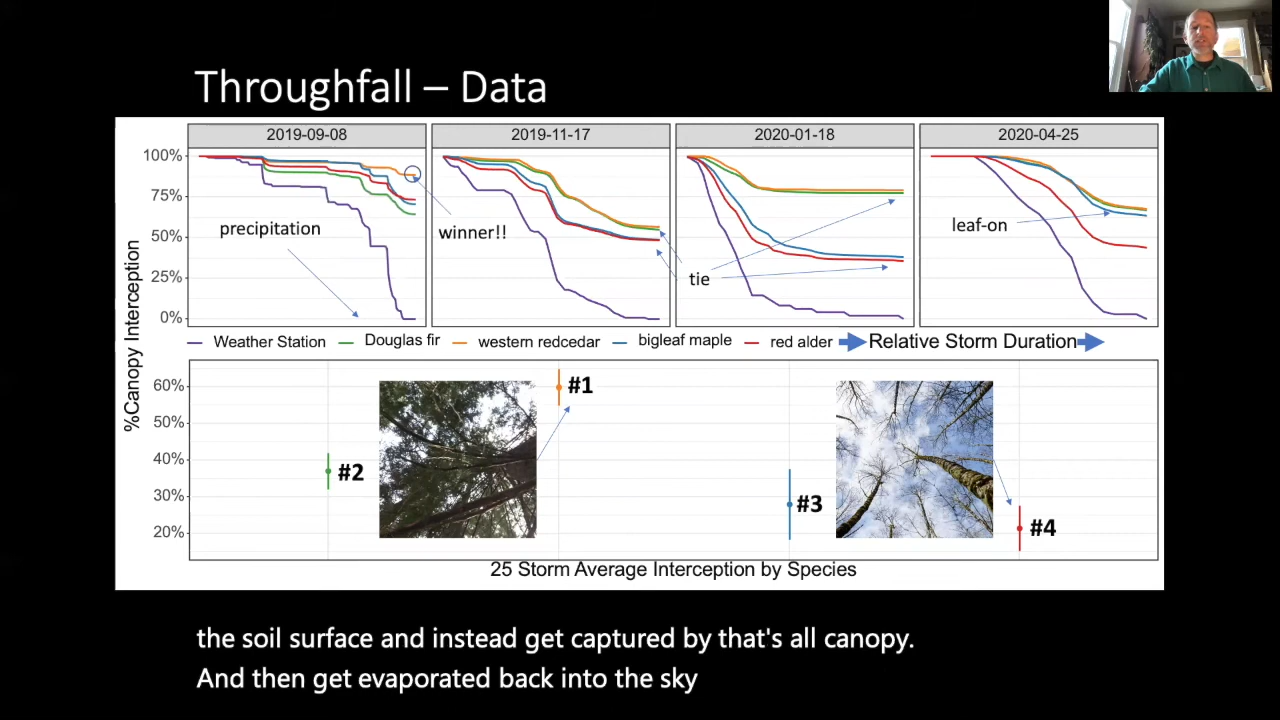 Throughfall – Data
2019-09-08
2019-11-17
2020-01-18
2020-04-25
100%
75%
50%
25%
0%
precipitation
winner!!
tie
leaf-on
%Canopy Interception
Weather Station
Douglas fir
western redcedar
bigleaf maple
red alder
Relative Storm Duration
60%
50%
40%
30%
20%
#1
#2
#3
#4
25 Storm Average Interception by Species
the soil surface and instead get captured by that's all canopy.
And then get evaporated back into the sky